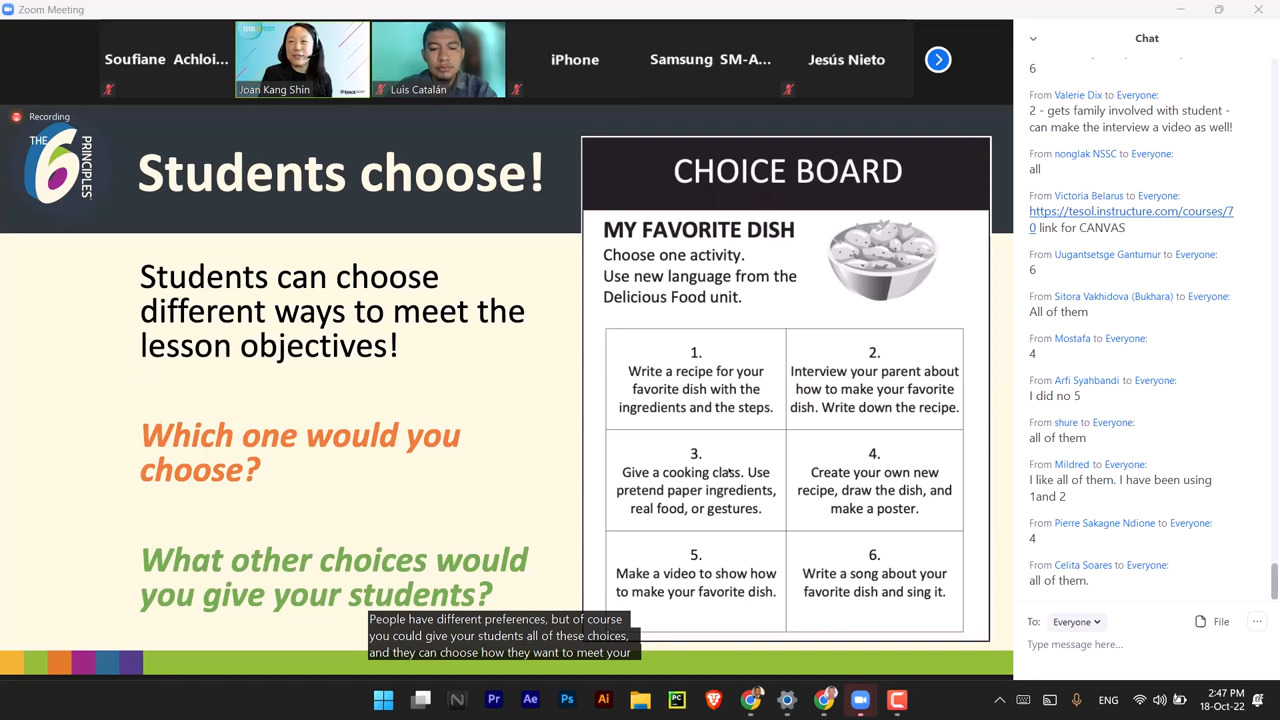 Zoom Meeting
Soufiane Achloi...
Joan Kang Shin
Luis Catalán
iPhone
Samsung SM-A...
Jesús Nieto
Recording
THE 6 PRINCIPLES
Students choose!
Students can choose
different ways to meet the
lesson objectives!
Which one would you
choose?
What other choices would
you give your students?
CHOICE BOARD
MY FAVORITE DISH
Choose one activity.
Use new language from the
Delicious Food unit.
1.
Write a recipe for your
favorite dish with the
ingredients and the steps.
2.
Interview your parent about
how to make your favorite
dish. Write down the recipe.
3.
Give a cooking class. Use
pretend paper ingredients,
real food, or gestures.
4.
Create your own new
recipe, draw the dish, and
make a poster.
5.
Make a video to show how
to make your favorite dish.
6.
Write a song about your
favorite dish and sing it.
People have different preferences, but of course
you could give your students all of these choices,
and they can choose how they want to meet your
Chat
6
From Valerie Dix to Everyone:
2 - gets family involved with student -
can make the interview a video as well!
From nonglak NSSC to Everyone:
all
From Victoria Belarus to Everyone:
https://tesol.instructure.com/courses/7
0 link for CANVAS
From Uugantsetsge Gantumur to Everyone:
6
From Sitora Vakhidova (Bukhara) to Everyone:
All of them
From Mostafa to Everyone:
4
From Arfi Syahbandi to Everyone:
I did no 5
From shure to Everyone:
all of them
From Mildred to Everyone:
I like all of them. I have been using
1and 2
From Pierre Sakagne Ndione to Everyone:
4
From Celita Soares to Everyone:
all of them.
To: Everyone
File
Type message here...
N
Pr
Ae
Ps
Ai
PC
ENG
2:47 PM
18-Oct-22